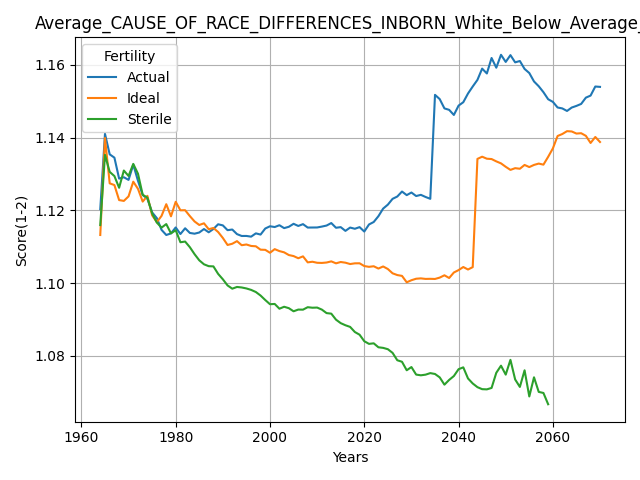 Average_CAUSE_OF_RACE_DIFFERENCES_INBORN_White_Below_Average_
Fertility
Actual
Ideal
Sterile
Score(1-2)
1.16
1.14
1.12
1.10
1.08
1960
1980
2000
2020
2040
2060
Years